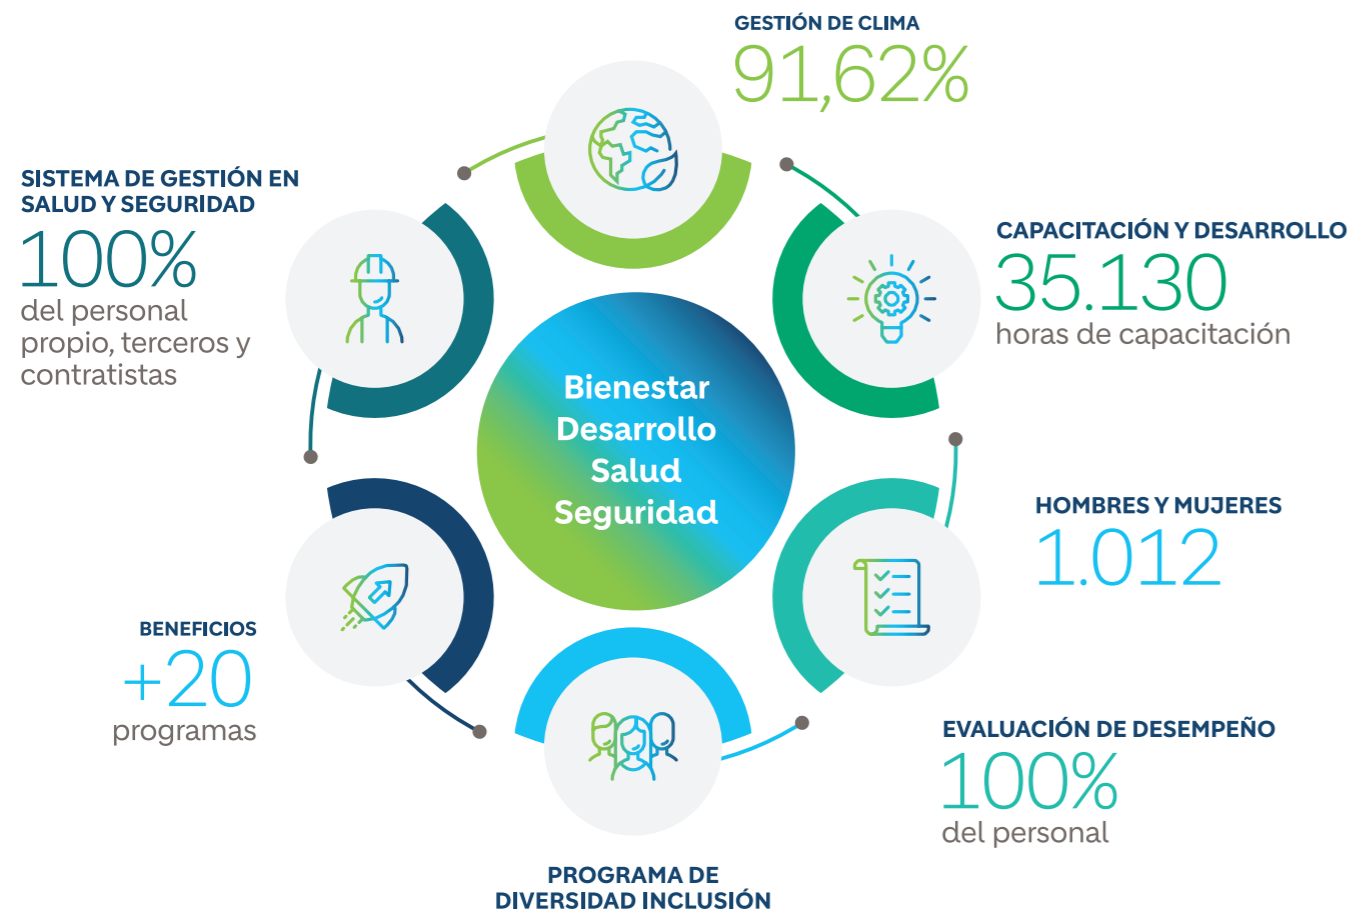 GESTIÓN DE CLIMA
91,62%
SISTEMA DE GESTIÓN EN
SALUD Y SEGURIDAD
100%
del personal
propio, terceros y
contratistas
CAPACITACIÓN Y DESARROLLO
35.130
horas de capacitación
Bienestar
Desarrollo
Salud
Seguridad
HOMBRES Y MUJERES
1.012
BENEFICIOS
+20
programas
EVALUACIÓN DE DESEMPEÑO
100%
del personal
PROGRAMA DE
DIVERSIDAD INCLUSIÓN